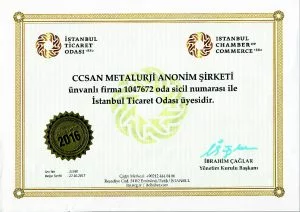 İSTANBUL
TİCARET
ODASI
İSTANBUL
CHAMBER OF
COMMERCE
CCSAN METALURJİ ANONİM ŞİRKETİ
ünvanlı firma 1047672 oda sicil numarası ile
İstanbul Ticaret Odası üyesidir.
2016
İBRAHİM ÇAĞLAR
Yönetim Kurulu Başkanı